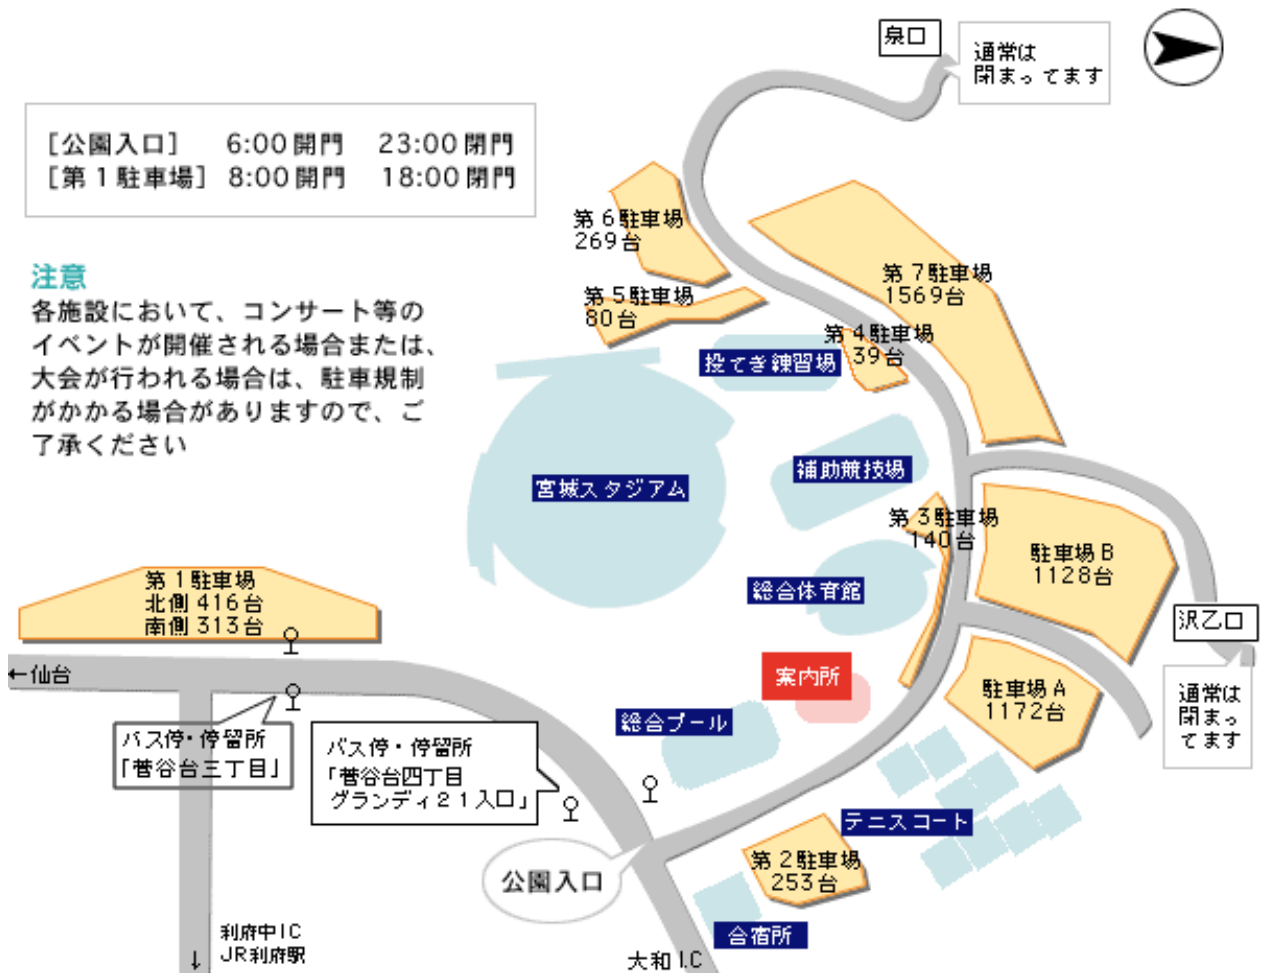 泉口
通常は
閉まってます
[公園入口] 6:00開門 23:00閉門
[第1駐車場] 8:00開門 18:00閉門
注意
各施設において、コンサート等の
イベントが開催される場合または、
大会が行われる場合は、駐車規制
がかかる場合がありますので、ご
了承ください
第6駐車場
269台
第5駐車場
80台
第7駐車場
1569台
第4駐車場
39台
投てき練習場
宮城スタジアム
補助競技場
第3駐車場
140台
総合体育館
駐車場B
1128台
第1駐車場
北側416台
南側313台
沢乙口
通常は
閉まっ
てます
←仙台
案内所
駐車場A
1172台
総合プール
バス停・停留所
「菅谷台三丁目」
バス停・停留所
「菅谷台四丁目
グランディ21入口」
テニスコート
第2駐車場
253台
公園入口
合宿所
利府中IC
JR利府駅
↓
大和I.C